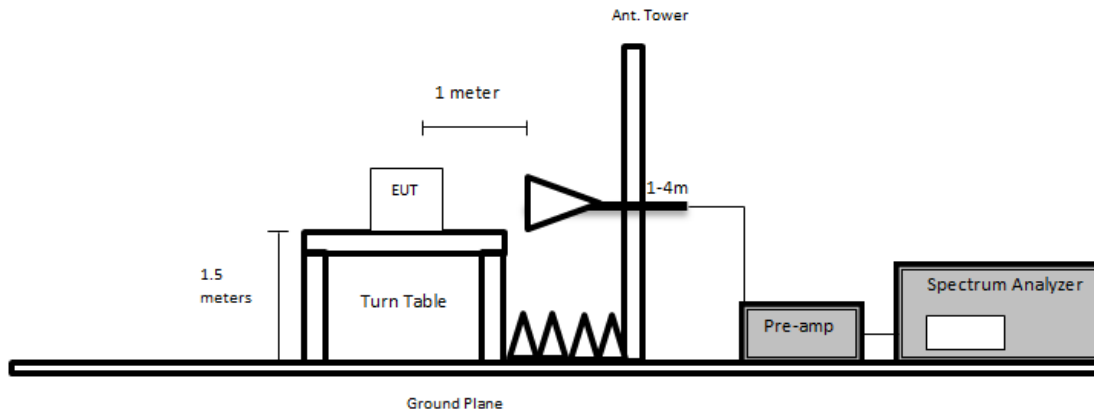 Ant. Tower
1 meter
EUT
1-4m
1.5
meters
Turn Table
Spectrum Analyzer
Pre-amp
Ground Plane